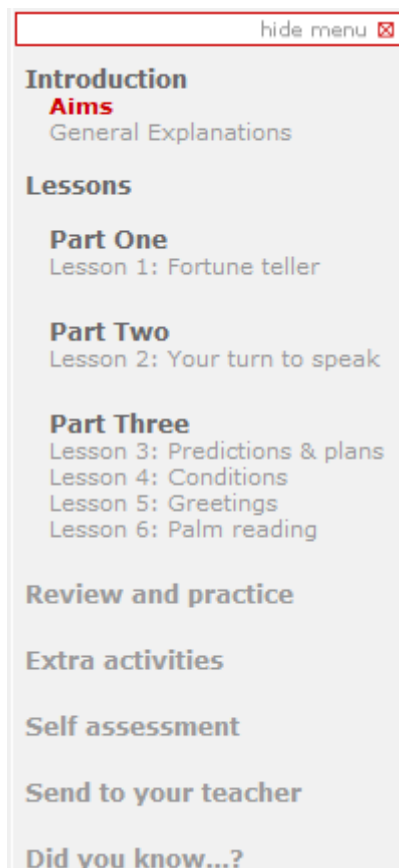 hide menu
Introduction
Aims
General Explanations
Lessons
Part One
Lesson 1: Fortune teller
Part Two
Lesson 2: Your turn to speak
Part Three
Lesson 3: Predictions & plans
Lesson 4: Conditions
Lesson 5: Greetings
Lesson 6: Palm reading
Review and practice
Extra activities
Self assessment
Send to your teacher
Did you know...?